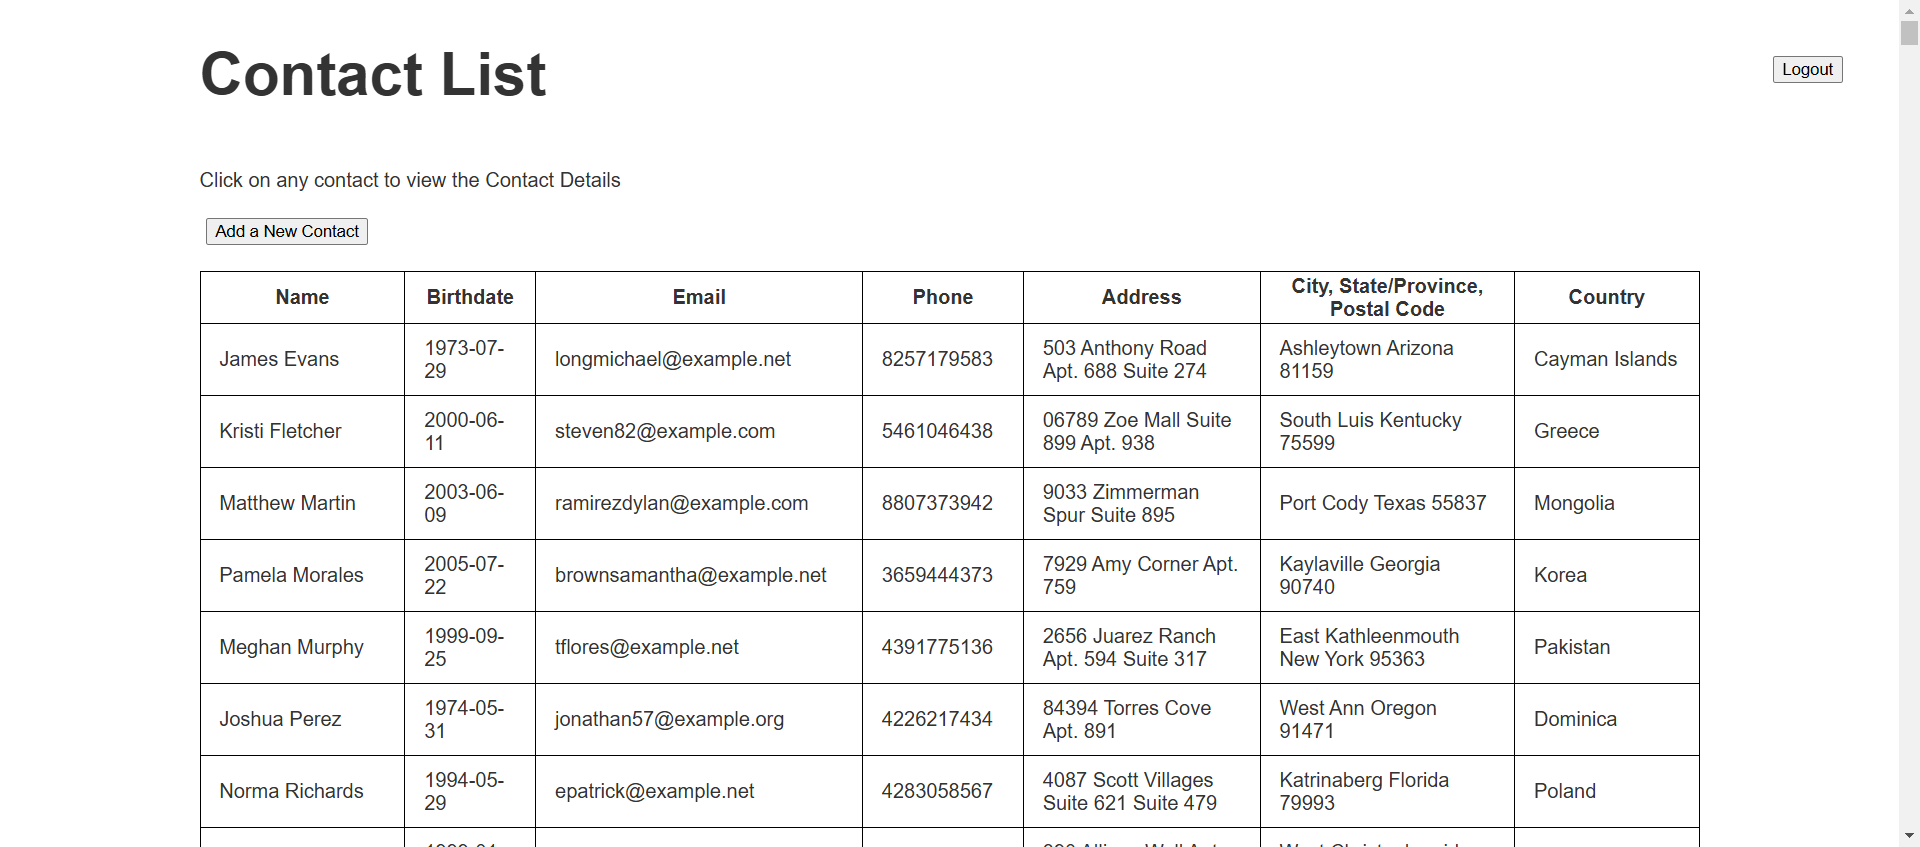 Contact List
Logout
Click on any contact to view the Contact Details
Add a New Contact
Name Birthdate Email Phone Address City, State/Province, Postal Code Country
James Evans 1973-07-29 longmichael@example.net 8257179583 503 Anthony Road Apt. 688 Suite 274 Ashleytown Arizona 81159 Cayman Islands
Kristi Fletcher 2000-06-11 steven82@example.com 5461046438 06789 Zoe Mall Suite 899 Apt. 938 South Luis Kentucky 75599 Greece
Matthew Martin 2003-06-09 ramirezdylan@example.com 8807373942 9033 Zimmerman Spur Suite 895 Port Cody Texas 55837 Mongolia
Pamela Morales 2005-07-22 brownsamantha@example.net 3659444373 7929 Amy Corner Apt. 759 Kaylaville Georgia 90740 Korea
Meghan Murphy 1999-09-25 tflores@example.net 4391775136 2656 Juarez Ranch Apt. 594 Suite 317 East Kathleenmouth New York 95363 Pakistan
Joshua Perez 1974-05-31 jonathan57@example.org 4226217434 84394 Torres Cove Apt. 891 West Ann Oregon 91471 Dominica
Norma Richards 1994-05-29 epatrick@example.net 4283058567 4087 Scott Villages Suite 621 Suite 479 Katrinaberg Florida 79993 Poland